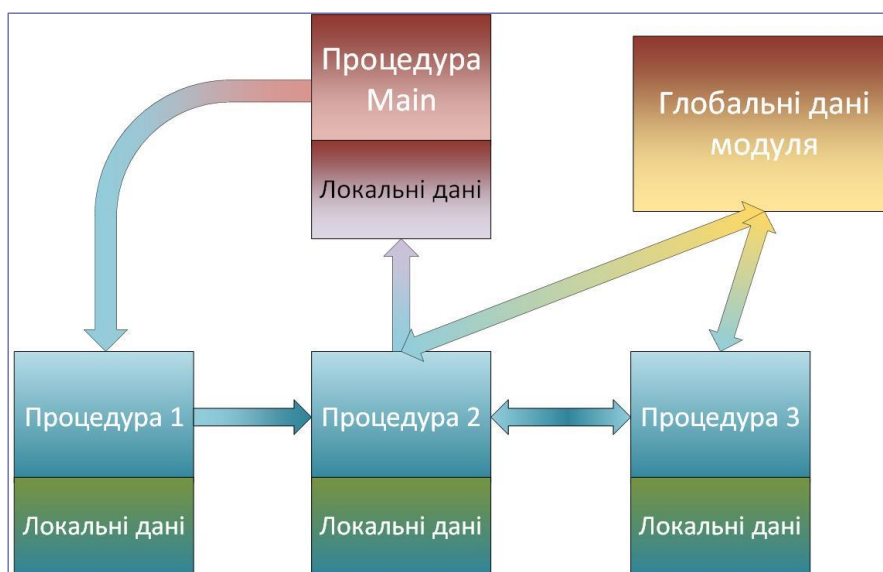 Процедура
Main
Локальні дані
Глобальні дані
модуля
Процедура 1
Локальні дані
Процедура 2
Локальні дані
Процедура 3
Локальні дані